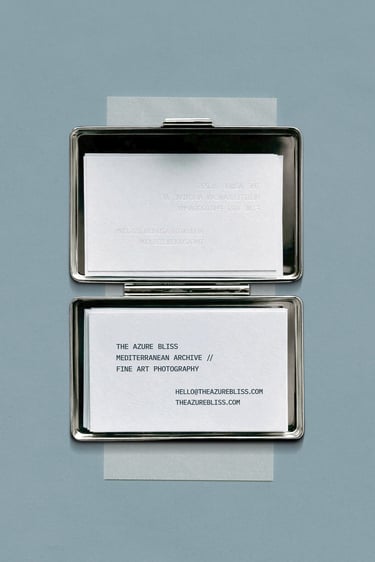 THE AZURE BLISS
MEDITERRANEAN ARCHIVE //
FINE ART PHOTOGRAPHY
HELLO@THEAZUREBLISS.COM
THEAZUREBLISS.COM